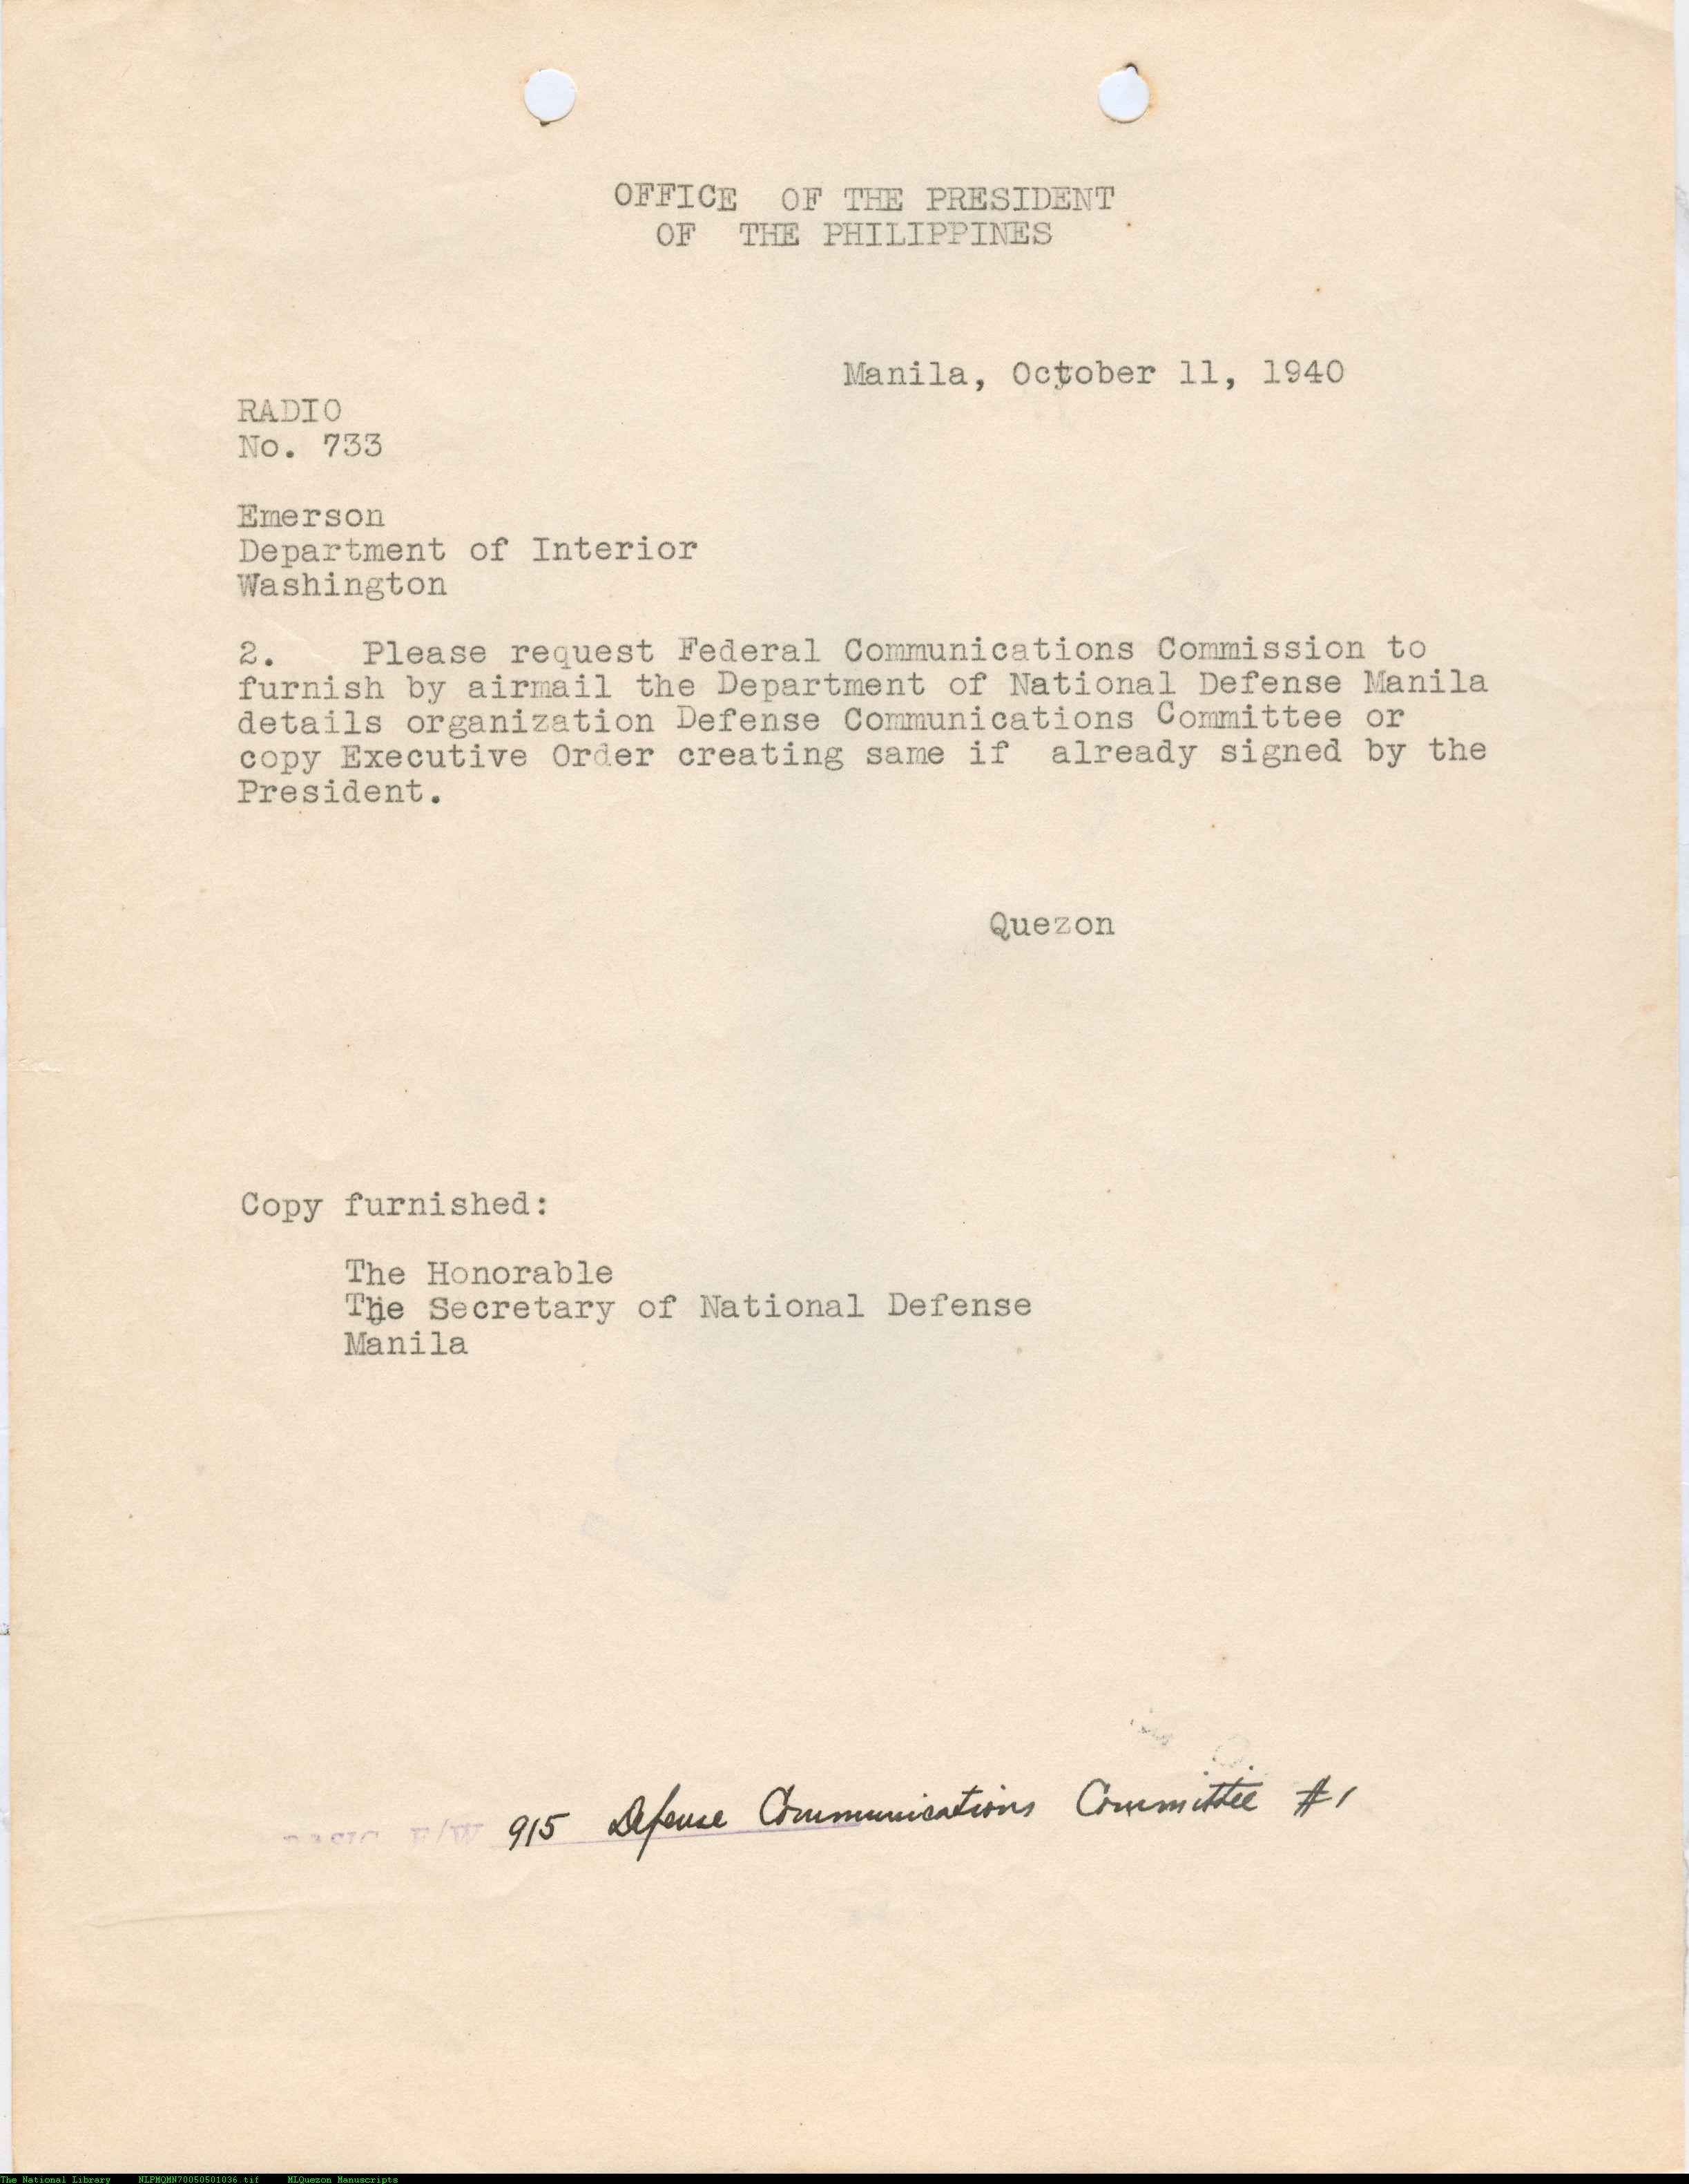 OFFICE OF THE PRESIDENT
OF THE PHILIPPINES
Manila, October 11, 1940
RADIO
No. 733
Emerson
Department of Interior
Washington
2. Please request Federal Communications Commission to
furnish by airmail the Department of National Defense Manila
details organization Defense Communications Committee or
copy Executive Order creating same if already signed by the
President.
Quezon
Copy furnished:
The Honorable
The Secretary of National Defense
Manila
BASIC F/W 915 Defense Communications Committee #1
The National Library NLPMQMN70050501036.tif MLQuezon Manuscripts